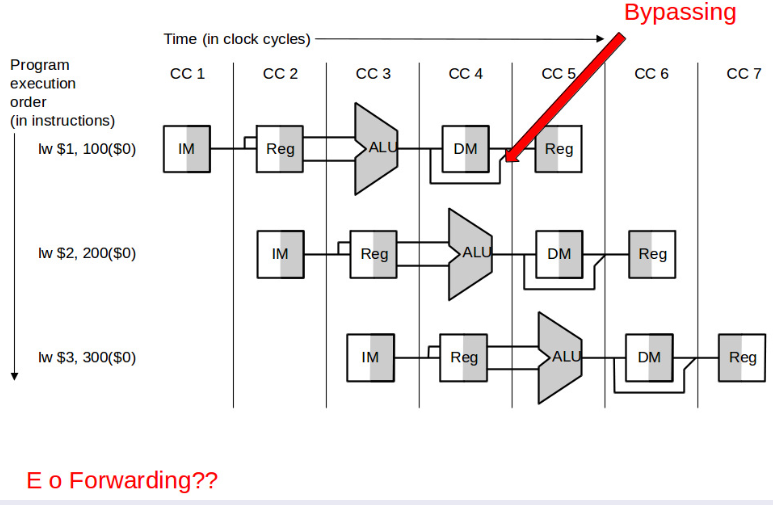 Bypassing
Time (in clock cycles)
Program
execution
order
(in instructions)
CC 1 CC 2 CC 3 CC 4 CC 5 CC 6 CC 7
lw $1, 100($0) IM Reg ALU DM Reg
lw $2, 200($0) IM Reg ALU DM Reg
lw $3, 300($0) IM Reg ALU DM Reg
E o Forwarding??